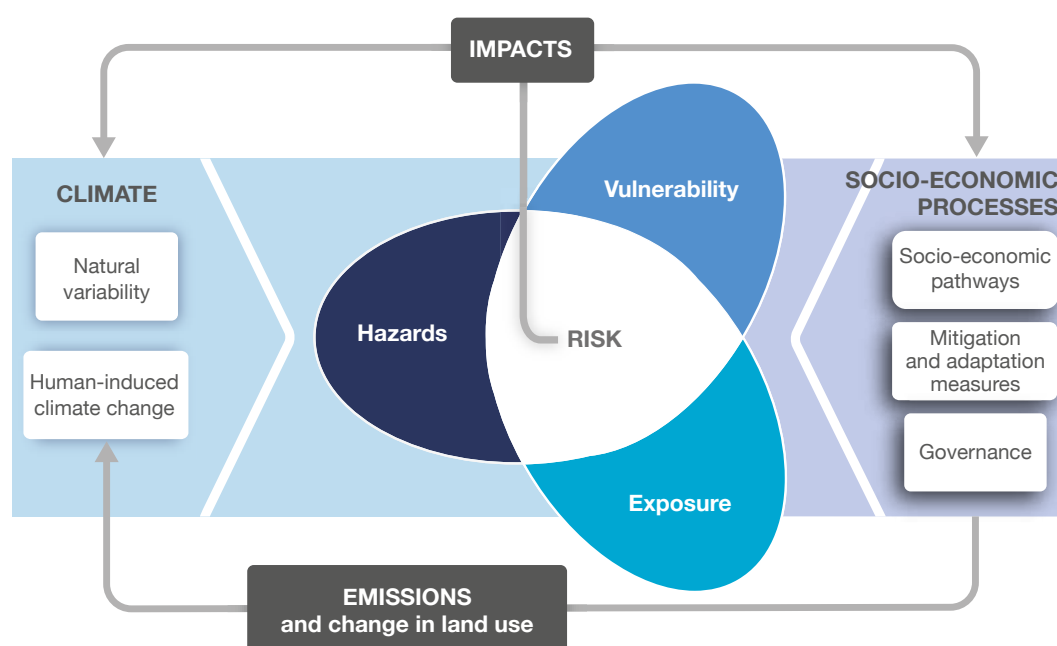 IMPACTS
CLIMATE
Natural
variability
Human-induced
climate change
Hazards
Vulnerability
RISK
Exposure
SOCIO-ECONOMIC
PROCESSES
Socio-economic
pathways
Mitigation
and adaptation
measures
Governance
EMISSIONS
and change in land use